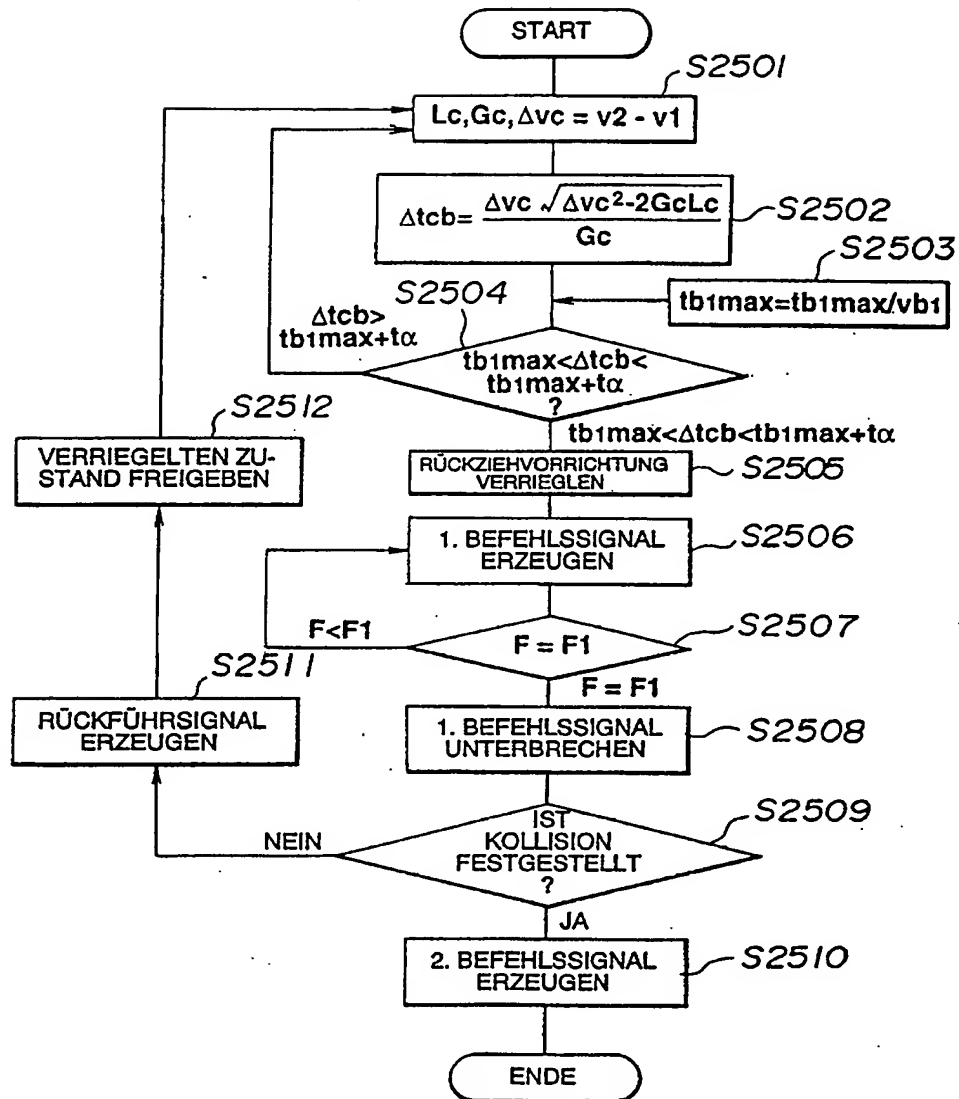 START
S2501
Lc,Gc, Δvc = v2 - v1
Δtcb= Δvc √Δvc²-2GcLc
Gc
S2502
S2503
tb1max=tb1max/vb1
S2504
Δtcb>
tb1max+tα
tb1max<Δtcb<
tb1max+tα
?
tb1max<Δtcb<tb1max+tα
S2512
VERRIEGELTEN ZU-
STAND FREIGEBEN
RÜCKZIEHVORRICHTUNG
VERRIEGLEN
S2505
1. BEFEHLSSIGNAL
ERZEUGEN
S2506
F<F1
F = F1
S2507
F = F1
S2511
RÜCKFÜHRSIGNAL
ERZEUGEN
1. BEFEHLSSIGNAL
UNTERBRECHEN
S2508
NEIN
IST
KOLLISION
FESTGESTELLT
?
S2509
JA
2. BEFEHLSSIGNAL
ERZEUGEN
S2510
ENDE